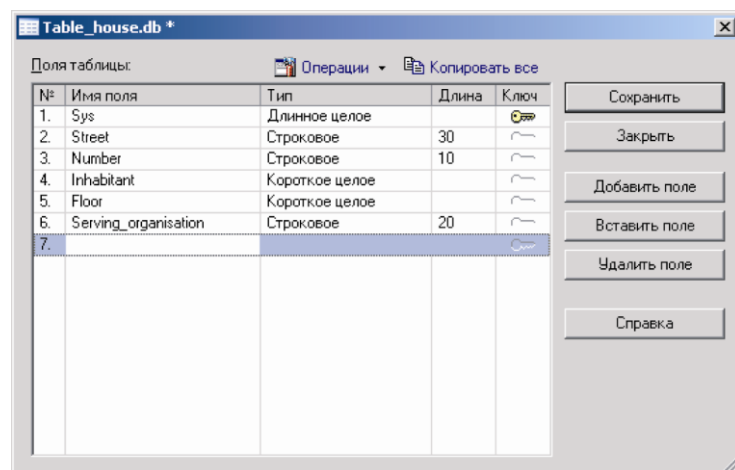 Table_house.db *
Поля таблицы: Операции Копировать все
№ Имя поля Тип Длина Ключ Сохранить
1. Sys Длинное целое
2. Street Строковое 30 Закрыть
3. Number Строковое 10
4. Inhabitant Короткое целое Добавить поле
5. Floor Короткое целое
6. Serving_organisation Строковое 20 Вставить поле
7.
Удалить поле
Справка